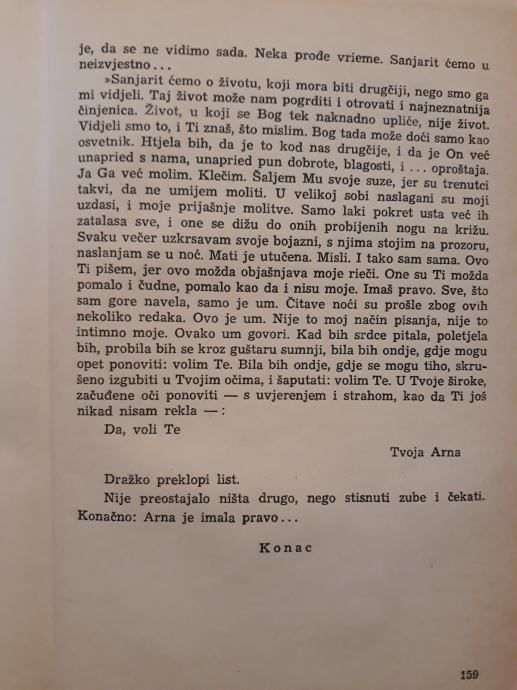 je, da se ne vidimo sada. Neka prođe vrieme. Sanjarit ćemo u
neizvjestno...
»Sanjarit ćemo o životu, koji mora biti drugčiji, nego smo ga
mi vidjeli. Taj život može nam pogrditi i otrovati i najneznatnija
činjenica. Život, u koji se Bog tek naknadno upliće, nije život.
Vidjeli smo to, i Ti znaš, što mislim. Bog tada može doći samo kao
osvetnik. Htjela bih, da je to kod nas drugčije, i da je On već
unapried s nama, unapried pun dobrote, blagosti, i ... oproštaja.
Ja Ga već molim. Klečim. Šaljem Mu svoje suze, jer su trenutci
takvi, da ne umijem moliti. U velikoj sobi naslagani su moji
uzdasi, i moje prijašnje molitve. Samo laki pokret usta već ih
zatalasa sve, i one se dižu do onih probijenih nogu na križu.
Svaku večer uzkrsavam svoje bojazni, s njima stojim na prozoru,
naslanjam se u noć. Mati je utučena. Misli. I tako sam sama. Ovo
Ti pišem, jer ovo možda objašnjava moje rieči. One su Ti možda
pomalo i čudne, pomalo kao da i nisu moje. Imaš pravo. Sve, što
sam gore navela, samo je um. Čitave noći su prošle zbog ovih
nekoliko redaka. Ovo je um. Nije to moj način pisanja, nije to
intimno moje. Ovako um govori. Kad bih srdce pitala, poletjela
bih, probila bih se kroz guštaru sumnji, bila bih ondje, gdje mogu
opet ponoviti: volim Te. Bila bih ondje, gdje se mogu tiho, skru-
šeno izgubiti u Tvojim očima, i šaputati: volim Te. U Tvoje široke,
začuđene oči ponoviti — s uvjerenjem i strahom, kao da Ti još
nikad nisam rekla — :
Da, voli Te
Tvoja Arna
Dražko preklopi list.
Nije preostajalo ništa drugo, nego stisnuti zube i čekati.
Konačno: Arna je imala pravo...
Konac
159